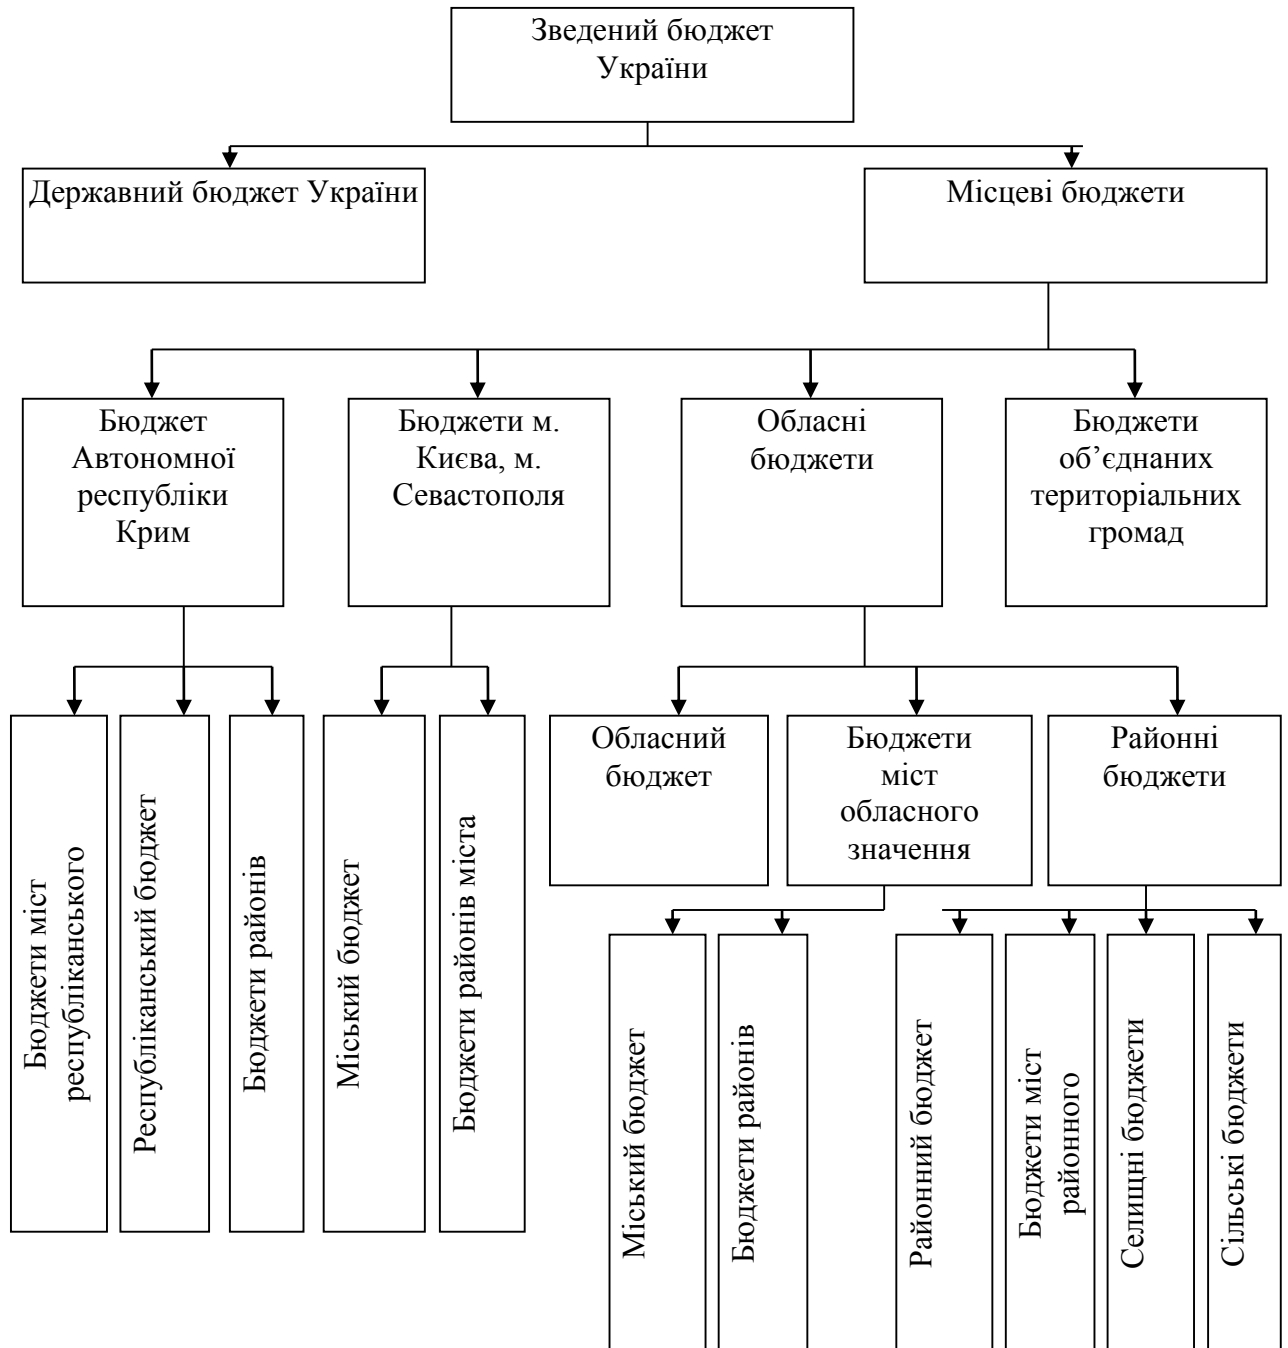 Зведений бюджет
України
Державний бюджет України
Місцеві бюджети
Бюджет
Автономної
республіки
Крим
Бюджети м.
Києва, м.
Севастополя
Обласні
бюджети
Бюджети
об’єднаних
територіальних
громад
Бюджети міст
республіканського
Республіканський бюджет
Бюджети районів
Міський бюджет
Бюджети районів міста
Обласний
бюджет
Бюджети
міст
обласного
значення
Районні
бюджети
Міський бюджет
Бюджети районів
Районний бюджет
Бюджети міст
районного
Селищні бюджети
Сільські бюджети